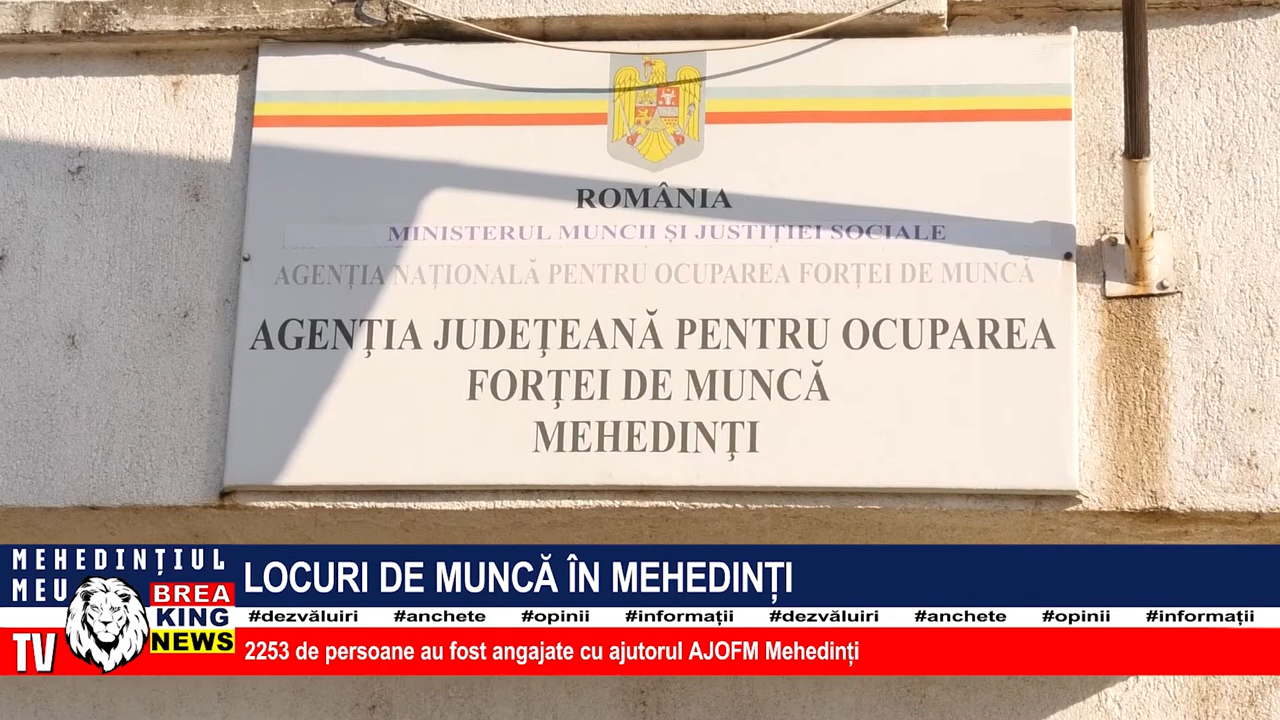 ROMÂNIA
MINISTERUL MUNCII ȘI JUSTIȚIEI SOCIALE
AGENȚIA NAȚIONALĂ PENTRU OCUPAREA FORȚEI DE MUNCĂ
AGENȚIA JUDEȚEANĂ PENTRU OCUPAREA
FORȚEI DE MUNCĂ
MEHEDINȚI
MEHEDINȚIUL
MEU
TV
BREA
KING
NEWS
LOCURI DE MUNCĂ ÎN MEHEDINȚI
#dezvăluiri #anchete #opinii #informații #dezvăluiri #anchete #opinii #informații
2253 de persoane au fost angajate cu ajutorul AJOFM Mehedinți